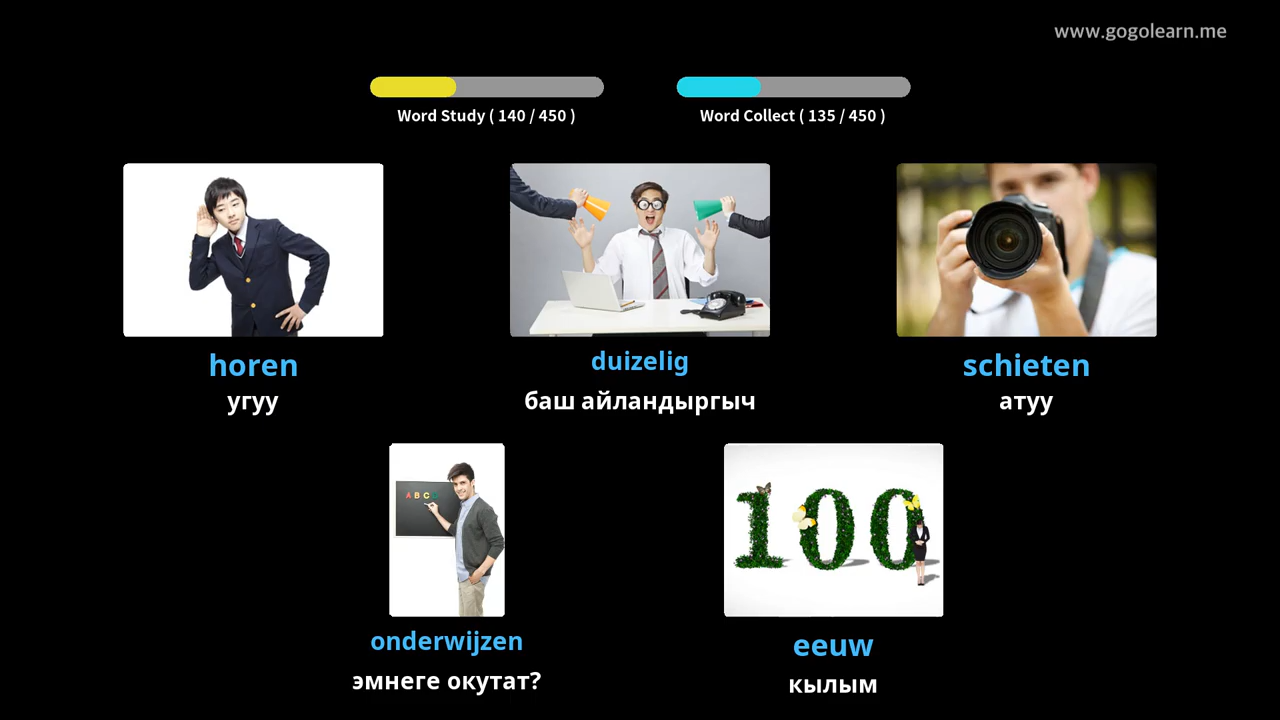 www.gogolearn.me
Word Study ( 140 / 450 )
Word Collect ( 135 / 450 )
horen
угуу
duizelig
баш айландыргыч
schieten
атуу
A B C D
onderwijzen
эмнеге окутат?
100
eeuw
кылым